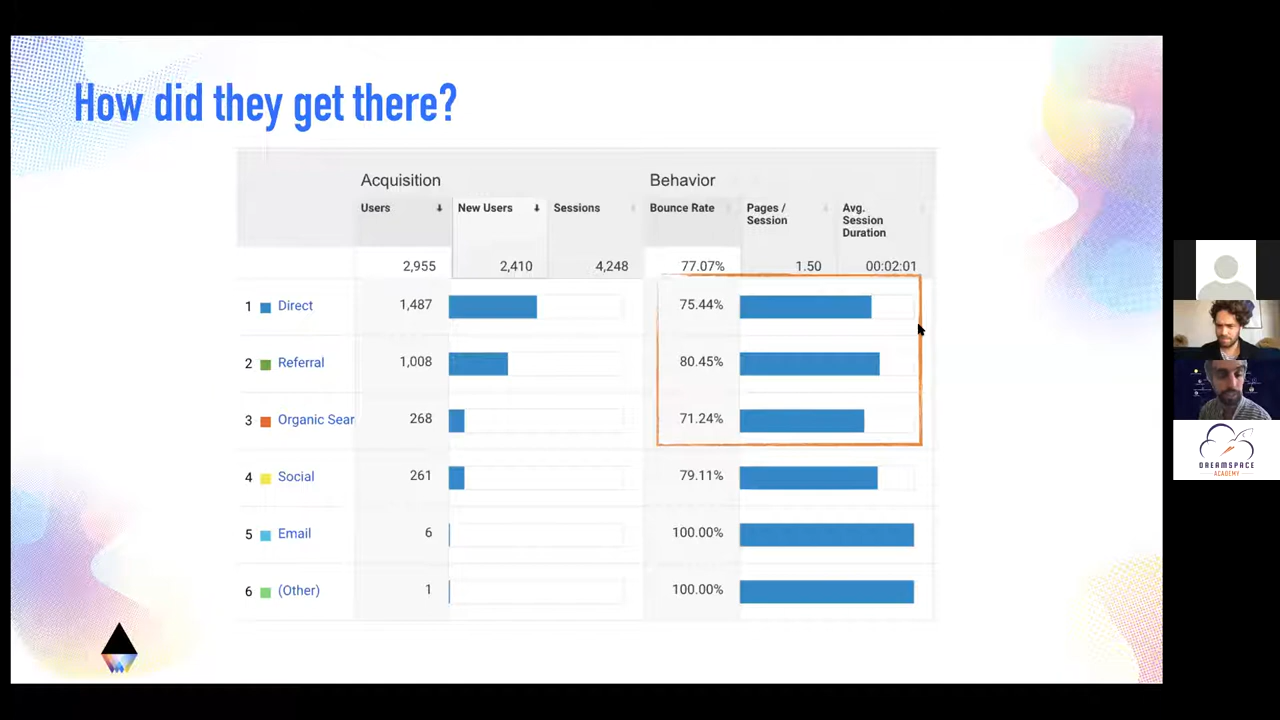 How did they get there?
Acquisition Behavior
Users New Users Sessions Bounce Rate Pages / Session Avg. Session Duration
2,955 2,410 4,248 77.07% 1.50 00:02:01
1 Direct 1,487 75.44%
2 Referral 1,008 80.45%
3 Organic Sear 268 71.24%
4 Social 261 79.11%
5 Email 6 100.00%
6 (Other) 1 100.00%
DREAMSPACE
ACADEMY